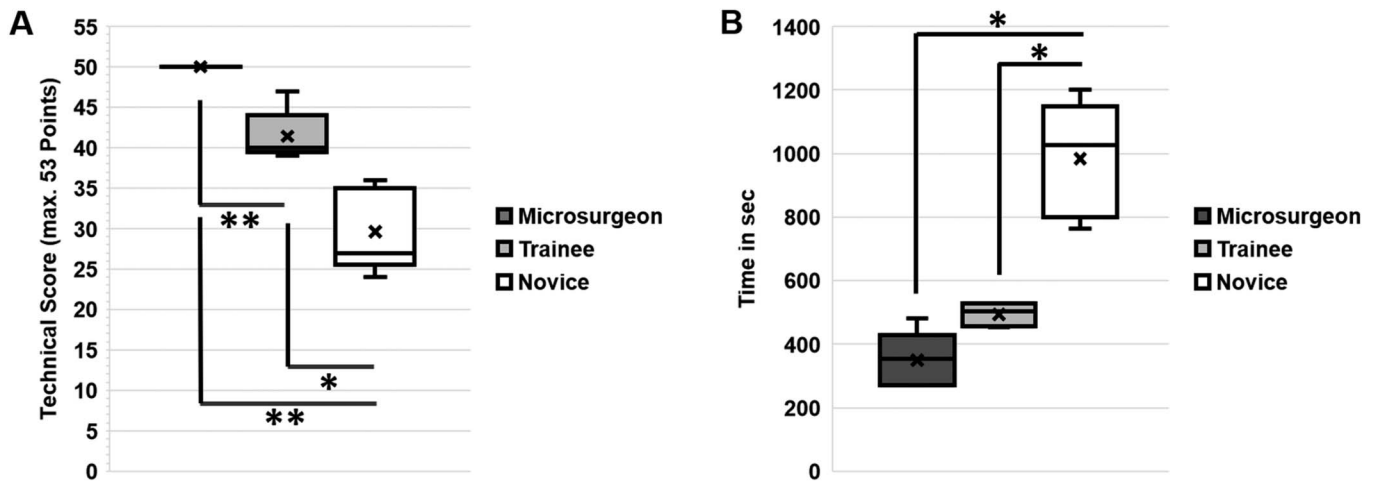 A
Technical Score (max. 53 Points)
55
50
45
40
35
30
25
20
15
10
5
0
**
*
**
Microsurgeon
Trainee
Novice
B
Time in sec
1400
1200
1000
800
600
400
200
0
*
*
Microsurgeon
Trainee
Novice